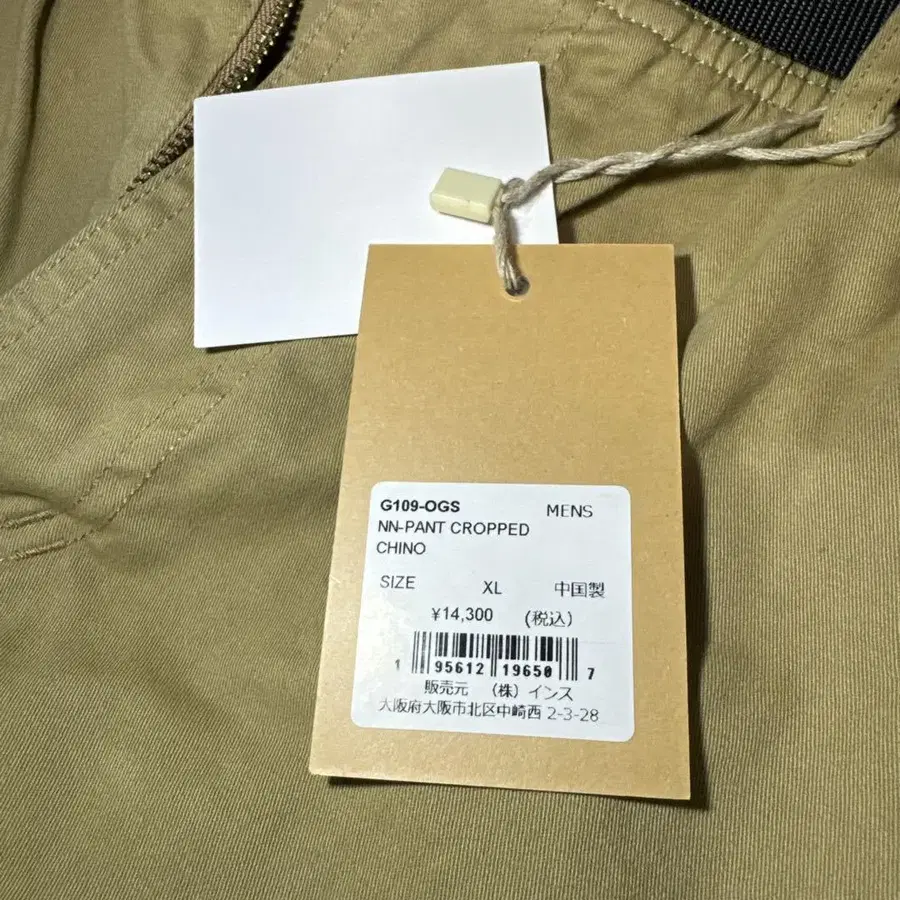 G109-OGS MENS
NN-PANT CROPPED
CHINO
SIZE XL 中国製
¥14,300 (税込)
1 95612 19650 7
販売元 (株) インス
大阪府大阪市北区中崎西 2-3-28